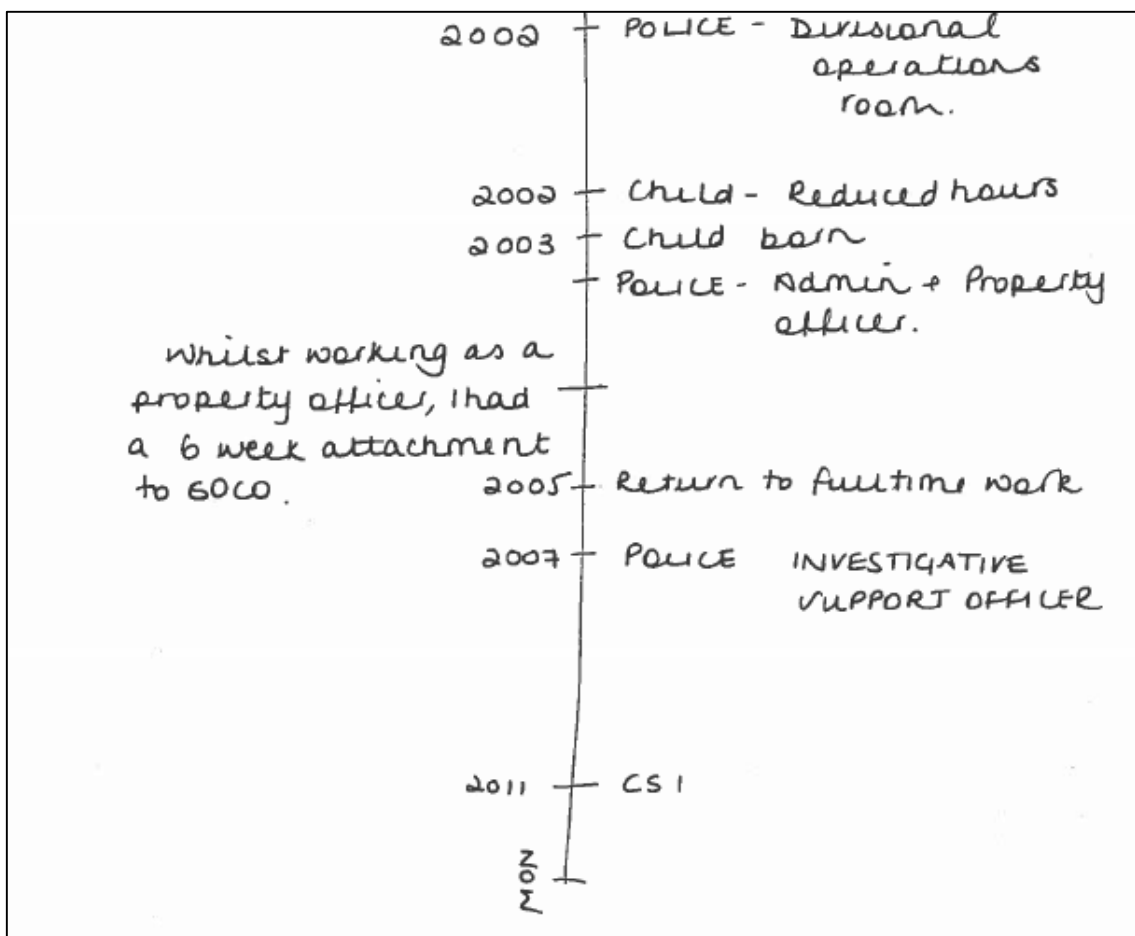 2002 POLICE - Divisional
operations
room.
2002 Child - Reduced hours
2003 Child born
POLICE - Admin + Property
officer.
Whilst working as a
property officer, I had
a 6 week attachment
to SOCO.
2005 Return to fulltime work
2007 POLICE INVESTIGATIVE
SUPPORT OFFICER
2011 CSI
NOW